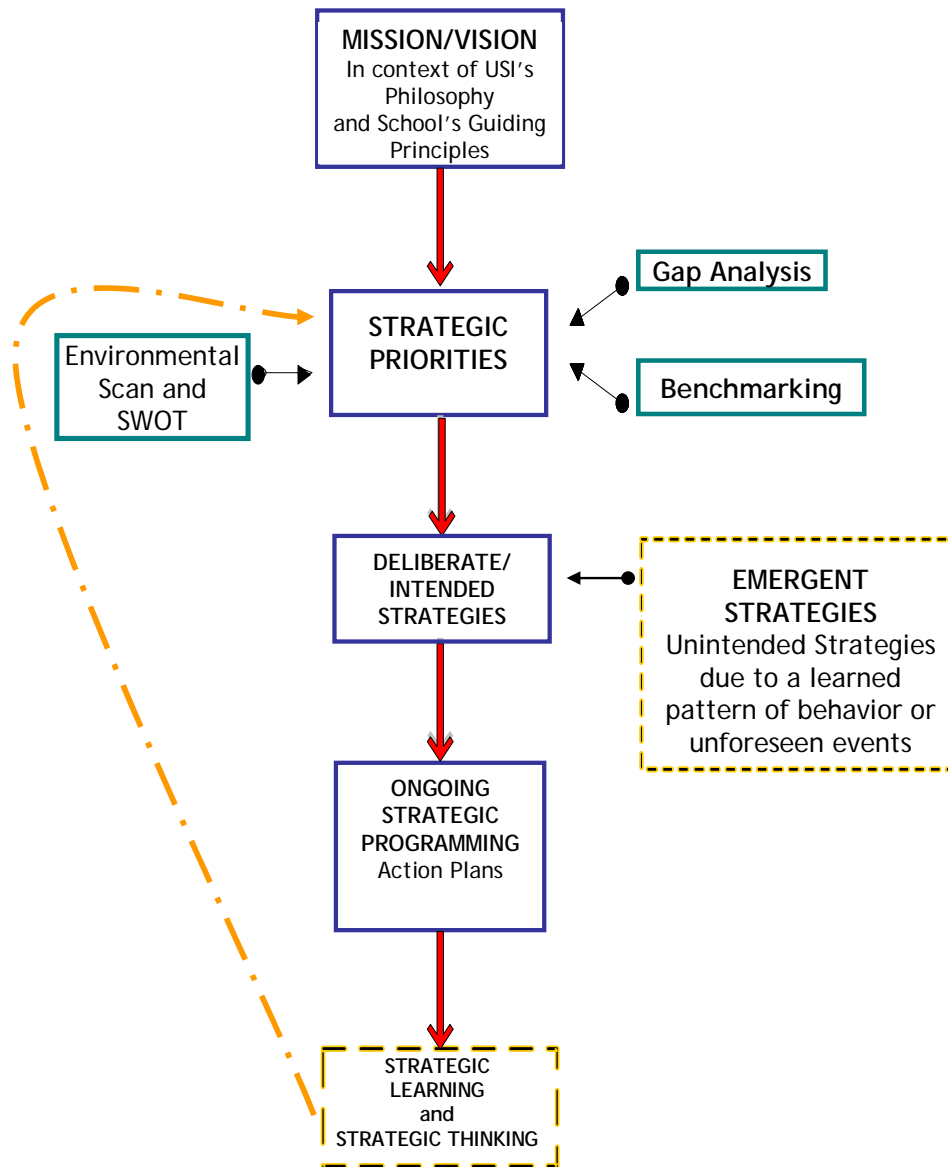 MISSION/VISION
In context of USI's
Philosophy
and School's Guiding
Principles
Gap Analysis
STRATEGIC
PRIORITIES
Environmental
Scan and
SWOT
Benchmarking
DELIBERATE/
INTENDED
STRATEGIES
EMERGENT
STRATEGIES
Unintended Strategies
due to a learned
pattern of behavior or
unforeseen events
ONGOING
STRATEGIC
PROGRAMMING
Action Plans
STRATEGIC
LEARNING
and
STRATEGIC THINKING